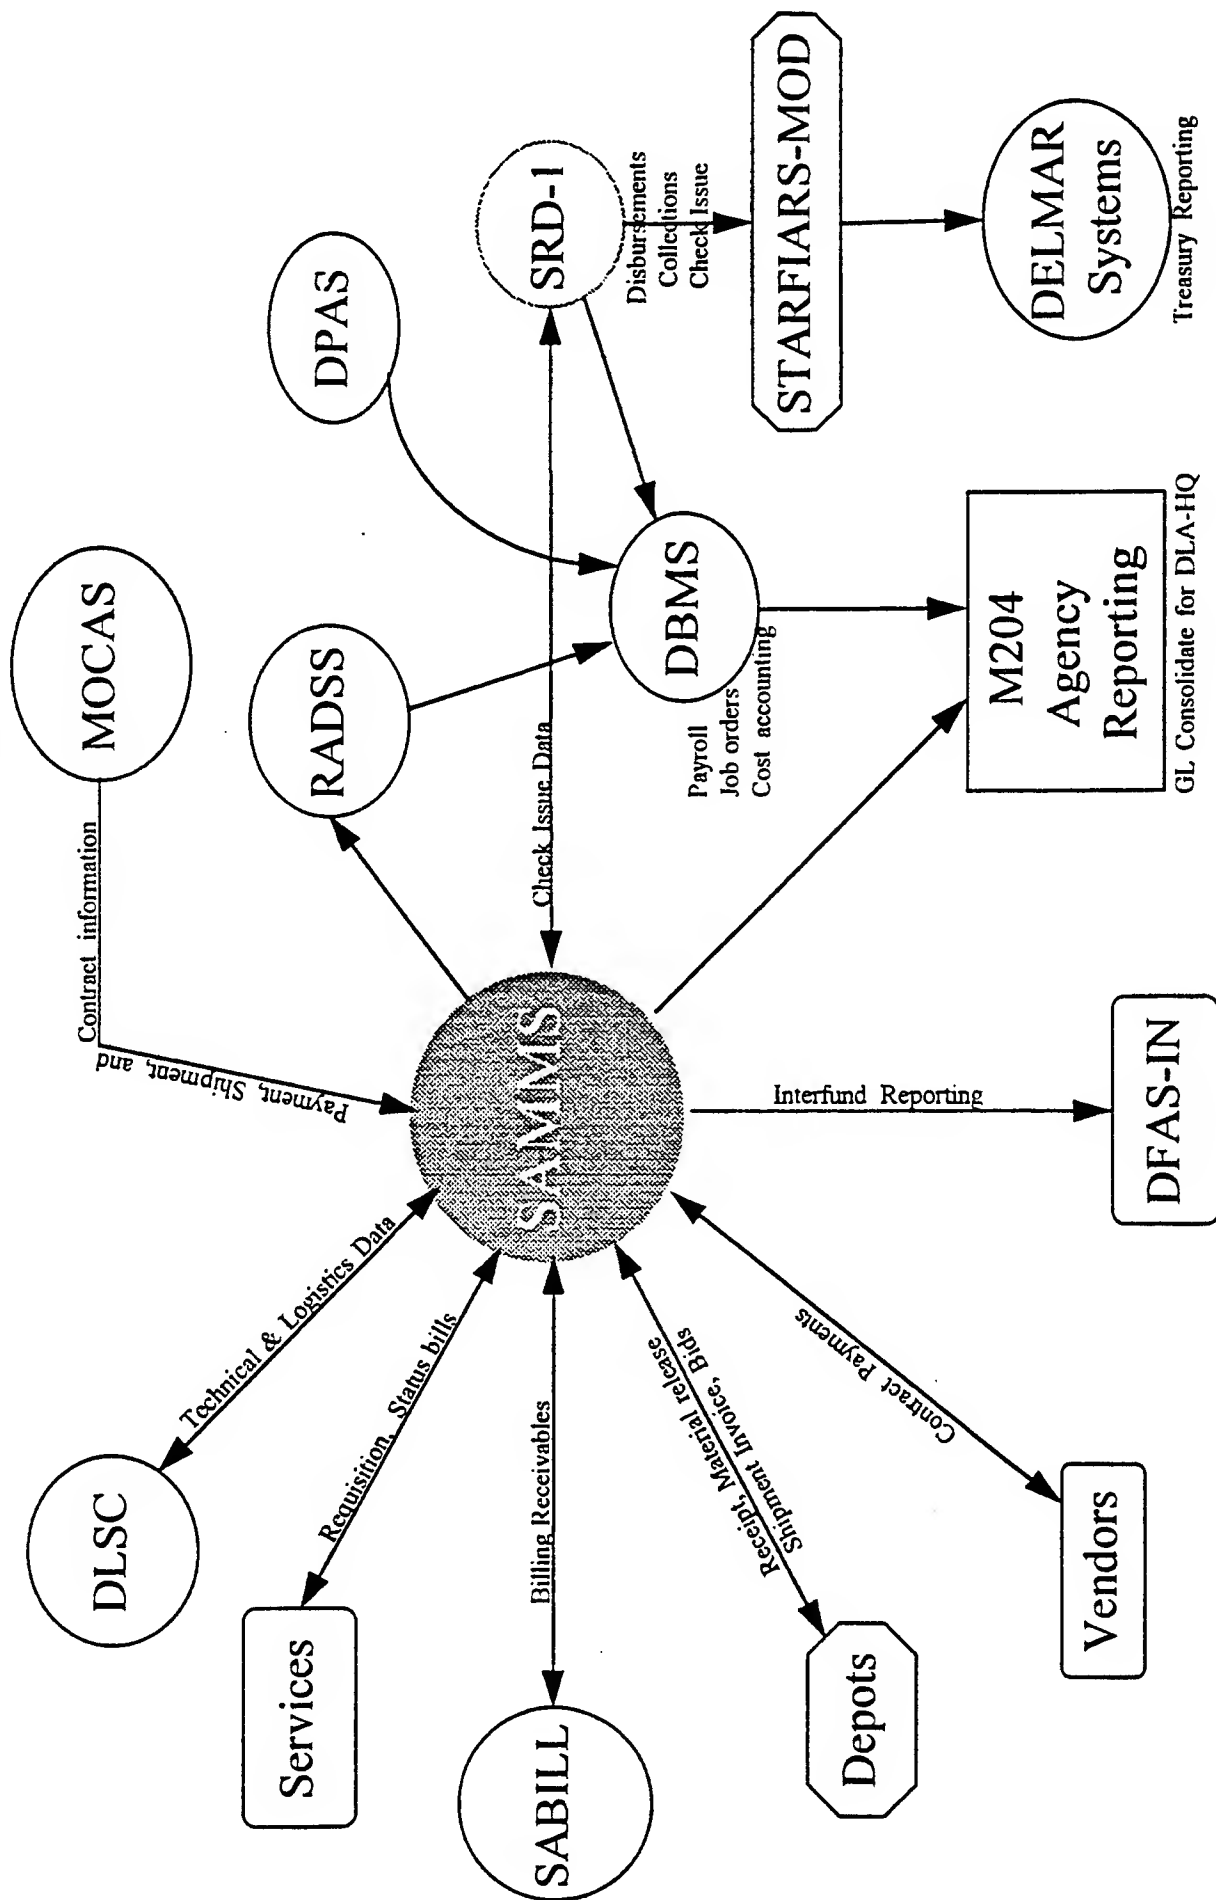 MOCAS
Contract information
Payment, Shipment, and
DLSC
Technical & Logistics Data
RADSS
DPAS
Services
Requisition, Status bills
SAMMS
Check Issue Data
SRD-1
Disbursements
Collections
Check Issue
SABILL
Billing Receivables
DBMS
Payroll
Job orders
Cost accounting
STARFIARS-MOD
Receipt, Material release
Shipment Invoice, Bids
Depots
Contract Payments
Vendors
Interfund Reporting
DFAS-IN
M204
Agency
Reporting
GL Consolidate for DLA-HQ
DELMAR
Systems
Treasury Reporting